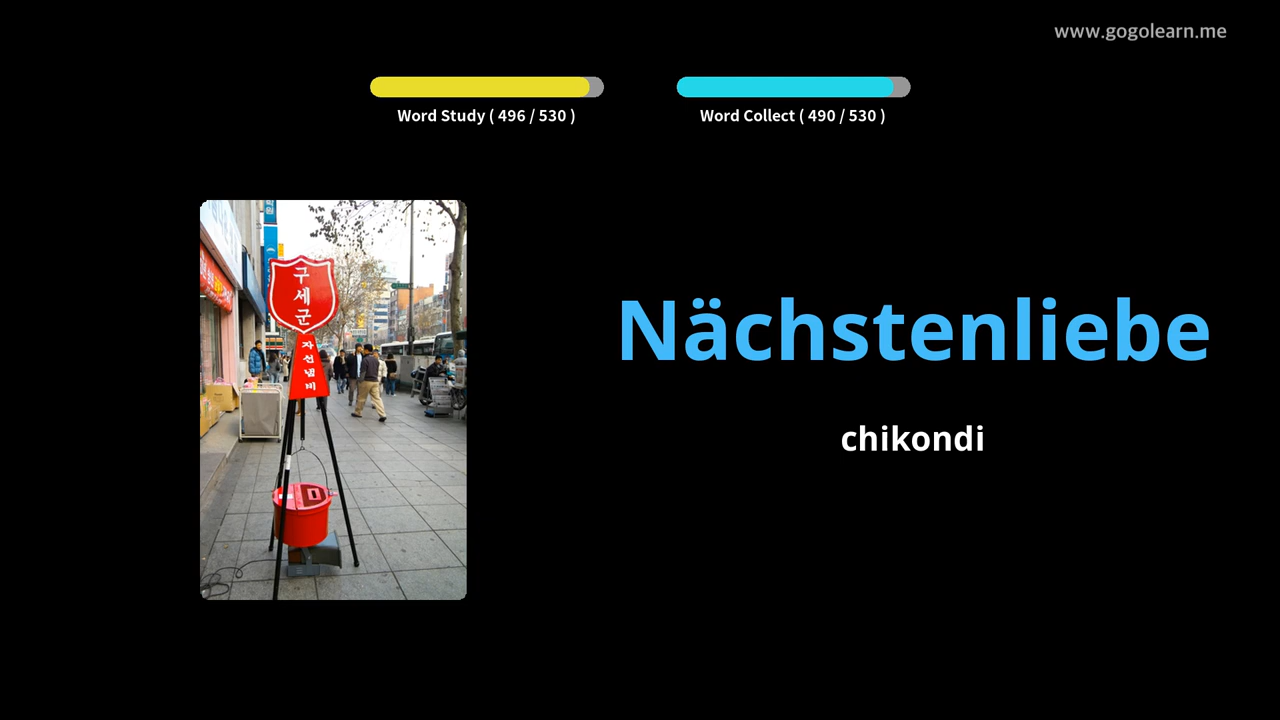 www.gogolearn.me
Word Study ( 496 / 530 )
Word Collect ( 490 / 530 )
구세군
자선냄비
Nächstenliebe
chikondi